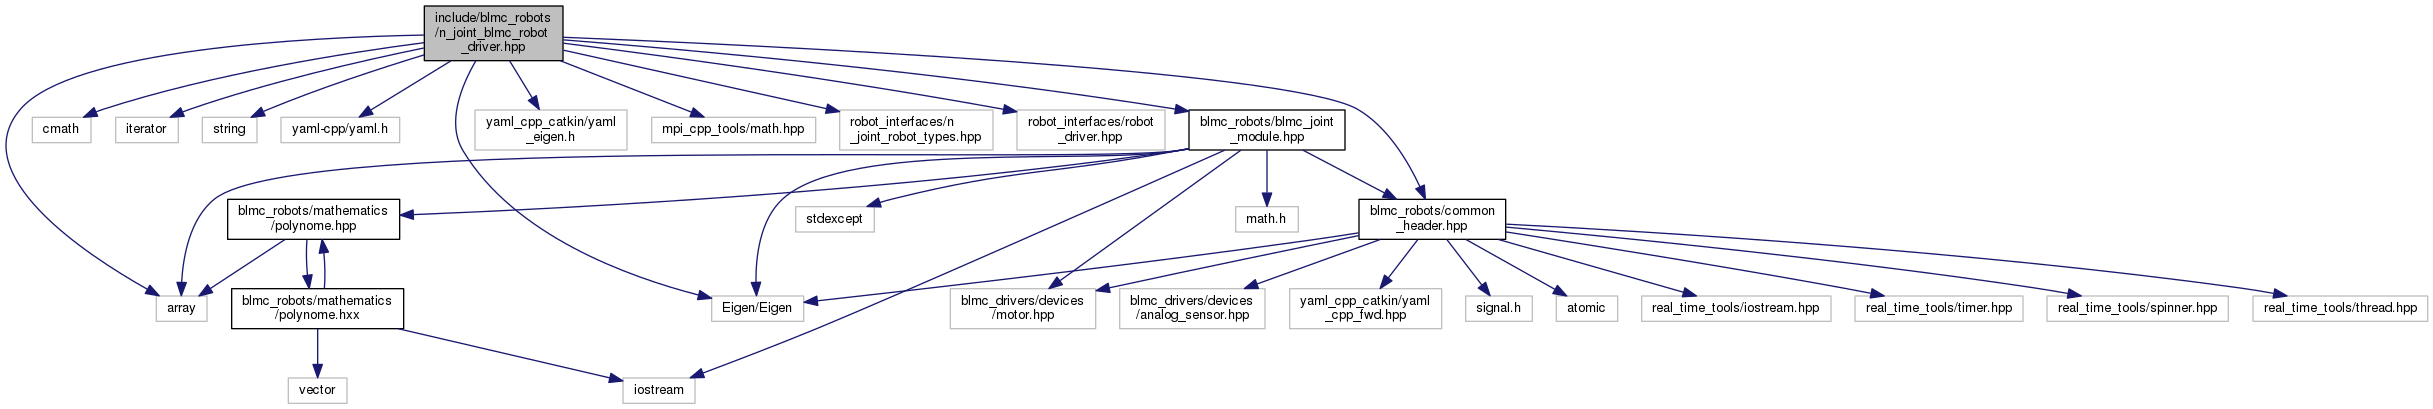 include/blmc_robots
/n_joint_blmc_robot
_driver.hpp
cmath
iterator
string
yaml-cpp/yaml.h
yaml_cpp_catkin/yaml
_eigen.h
mpi_cpp_tools/math.hpp
robot_interfaces/n
_joint_robot_types.hpp
robot_interfaces/robot
_driver.hpp
blmc_robots/blmc_joint
_module.hpp
blmc_robots/mathematics
/polynome.hpp
stdexcept
math.h
blmc_robots/common
_header.hpp
array
blmc_robots/mathematics
/polynome.hxx
Eigen/Eigen
blmc_drivers/devices
/motor.hpp
blmc_drivers/devices
/analog_sensor.hpp
yaml_cpp_catkin/yaml
_cpp_fwd.hpp
signal.h
atomic
real_time_tools/iostream.hpp
real_time_tools/timer.hpp
real_time_tools/spinner.hpp
real_time_tools/thread.hpp
vector
iostream